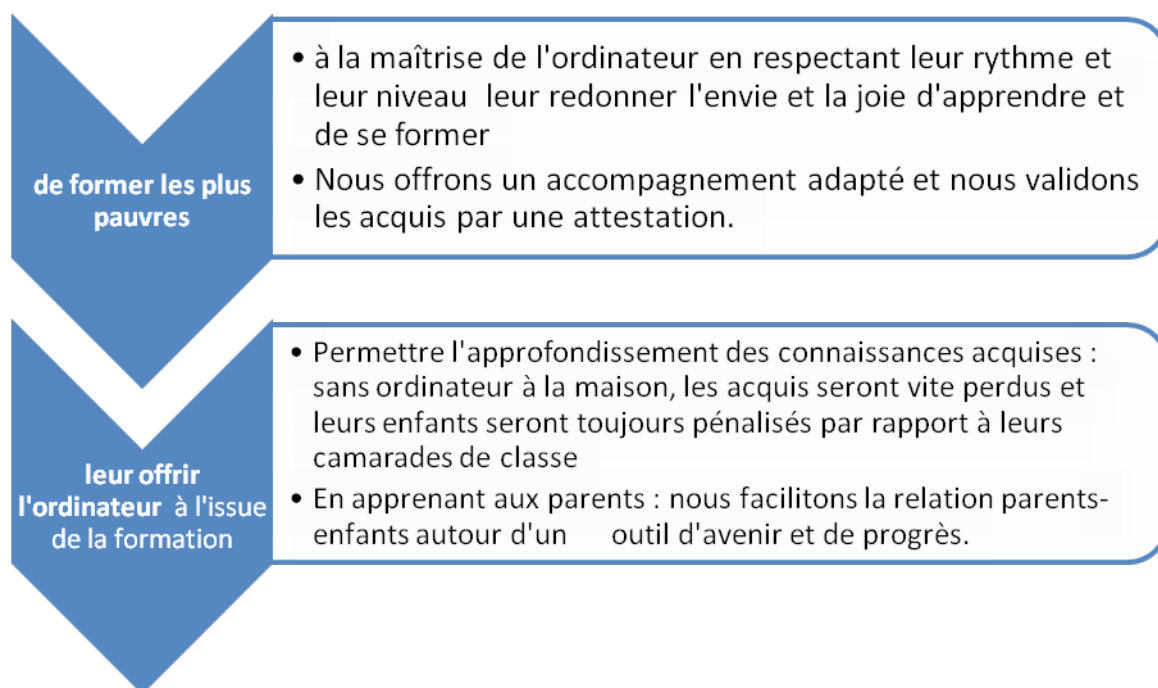 de former les plus
pauvres
• à la maîtrise de l'ordinateur en respectant leur rythme et
leur niveau leur redonner l'envie et la joie d'apprendre et
de se former
• Nous offrons un accompagnement adapté et nous validons
les acquis par une attestation.
leur offrir
l'ordinateur à l'issue
de la formation
• Permettre l'approfondissement des connaissances acquises :
sans ordinateur à la maison, les acquis seront vite perdus et
leurs enfants seront toujours pénalisés par rapport à leurs
camarades de classe
• En apprenant aux parents : nous facilitons la relation parents-
enfants autour d'un outil d'avenir et de progrès.